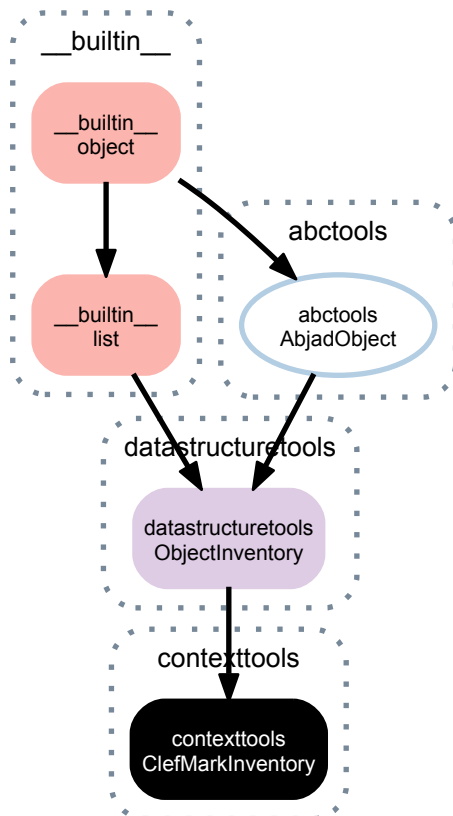 __builtin__
__builtin__
object
abctools
__builtin__
list
abctools
AbjadObject
datastructuretools
datastructuretools
ObjectInventory
contexttools
contexttools
ClefMarkInventory